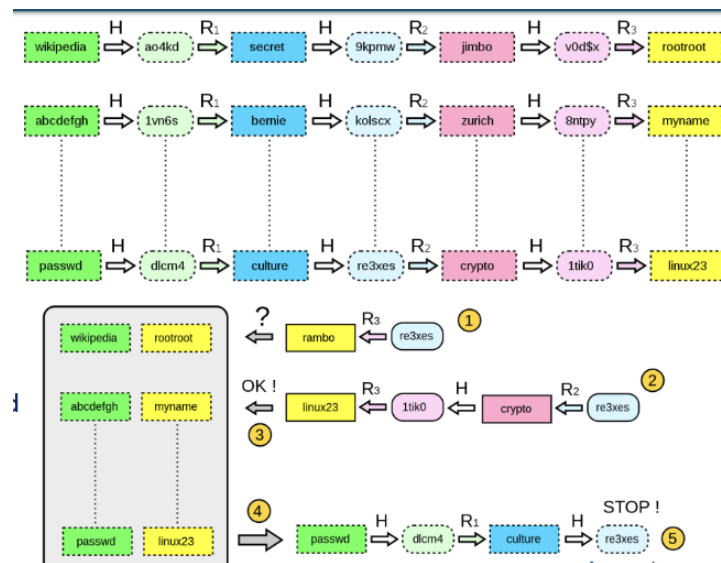 H R1 H R2 H R3
wikipedia ao4kd secret 9kpmw jimbo v0d$x rootroot
H R1 H R2 H R3
abcdefgh 1vn6s bernie kolscx zurich 8ntpy myname
H R1 H R2 H R3
passwd dlcm4 culture re3xes crypto 1tik0 linux23
? R3 1
wikipedia rootroot rambo re3xes
OK ! R3 H R2 2
abcdefgh myname linux23 1tik0 crypto re3xes
d
3
4 STOP !
H R1 H
passwd linux23 passwd dlcm4 culture re3xes 5